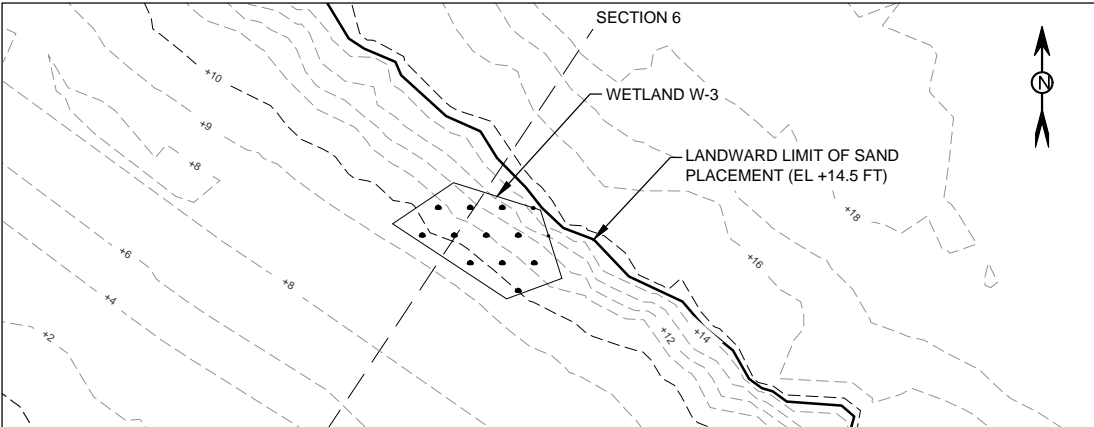 SECTION 6
WETLAND W-3
N
LANDWARD LIMIT OF SAND
PLACEMENT (EL +14.5 FT)
+10
+9
+8
+6
+8
+4
+2
+18
+16
+14
+12